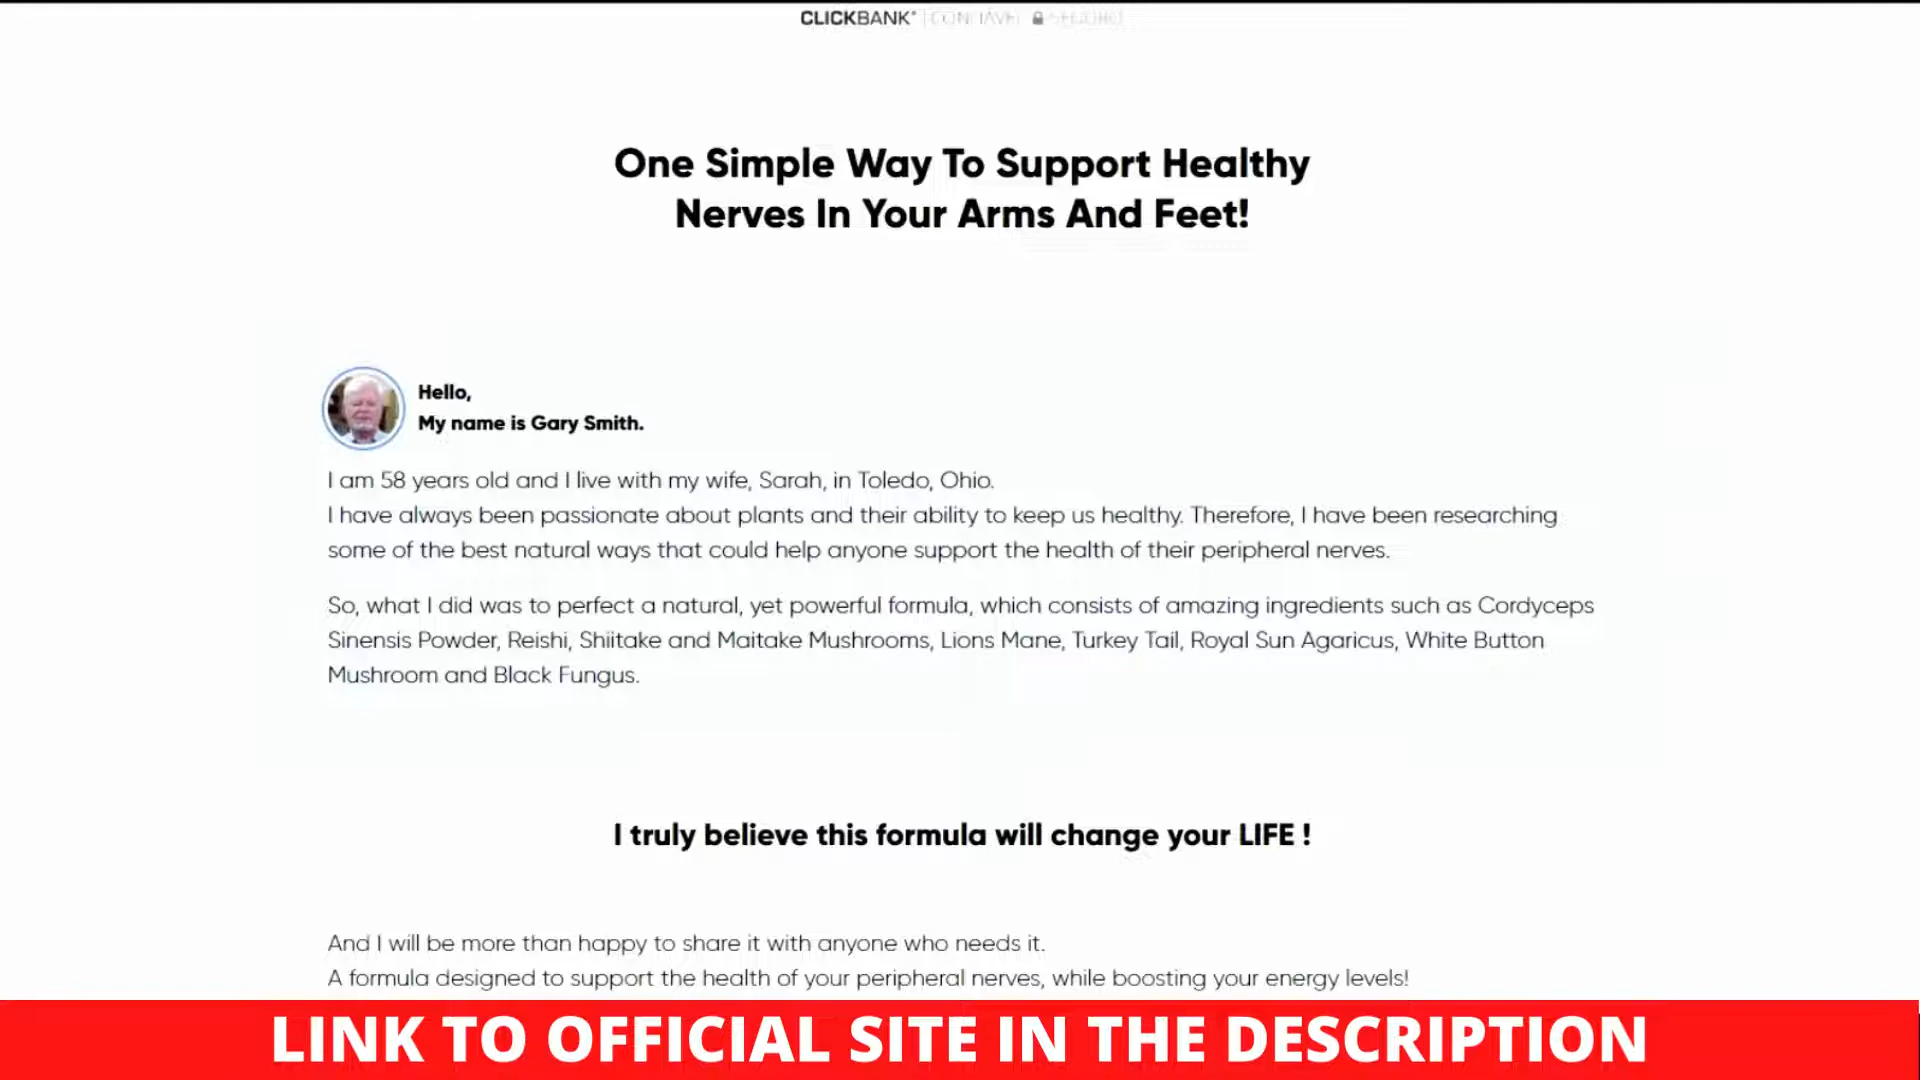 CLICKBANK®
One Simple Way To Support Healthy
Nerves In Your Arms And Feet!
Hello,
My name is Gary Smith.
I am 58 years old and I live with my wife, Sarah, in Toledo, Ohio.
I have always been passionate about plants and their ability to keep us healthy. Therefore, I have been researching
some of the best natural ways that could help anyone support the health of their peripheral nerves.
So, what I did was to perfect a natural, yet powerful formula, which consists of amazing ingredients such as Cordyceps
Sinensis Powder, Reishi, Shiitake and Maitake Mushrooms, Lions Mane, Turkey Tail, Royal Sun Agaricus, White Button
Mushroom and Black Fungus.
I truly believe this formula will change your LIFE !
And I will be more than happy to share it with anyone who needs it.
A formula designed to support the health of your peripheral nerves, while boosting your energy levels!
LINK TO OFFICIAL SITE IN THE DESCRIPTION